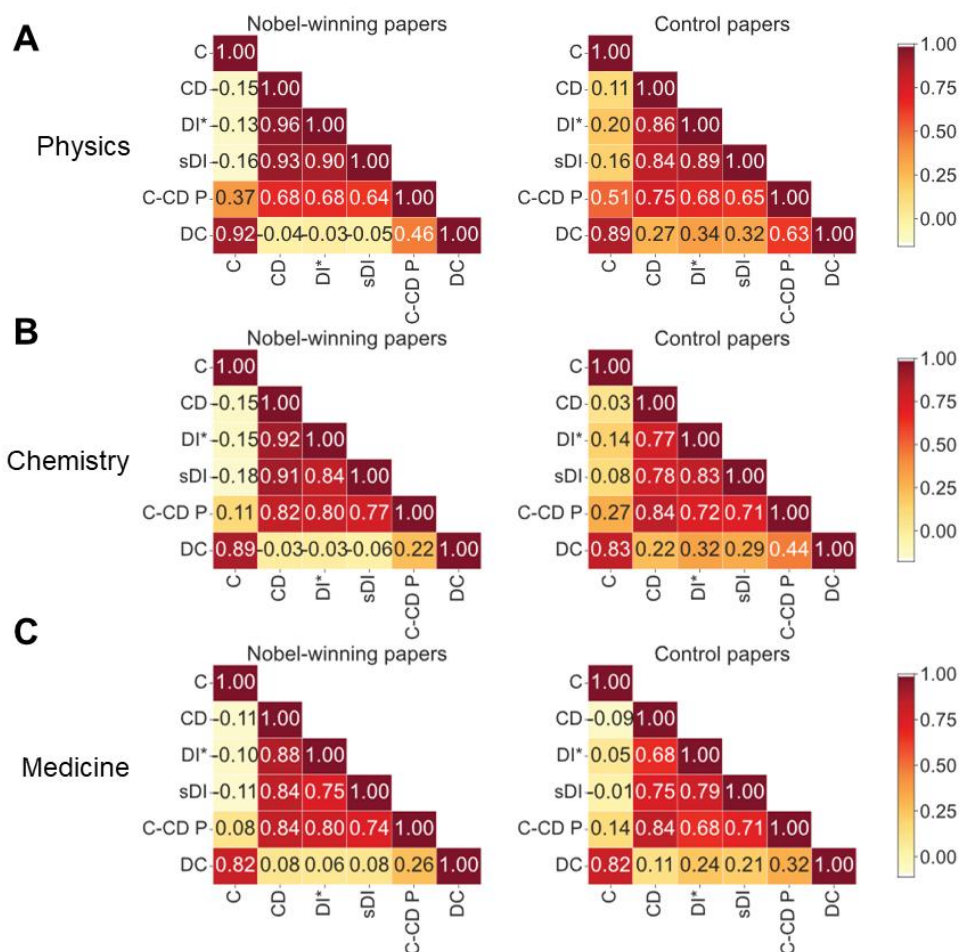 A
Nobel-winning papers
Control papers
Physics
C 1.00
CD -0.15 1.00
DI* -0.13 0.96 1.00
sDI -0.16 0.93 0.90 1.00
C-CD P 0.37 0.68 0.68 0.64 1.00
DC 0.92 -0.04 -0.03 -0.05 0.46 1.00
C CD DI* sDI C-CD P DC
C 1.00
CD 0.11 1.00
DI* 0.20 0.86 1.00
sDI 0.16 0.84 0.89 1.00
C-CD P 0.51 0.75 0.68 0.65 1.00
DC 0.89 0.27 0.34 0.32 0.63 1.00
C CD DI* sDI C-CD P DC
1.00
0.75
0.50
0.25
0.00
B
Nobel-winning papers
Control papers
Chemistry
C 1.00
CD -0.15 1.00
DI* -0.15 0.92 1.00
sDI -0.18 0.91 0.84 1.00
C-CD P 0.11 0.82 0.80 0.77 1.00
DC 0.89 -0.03 -0.03 -0.06 0.22 1.00
C CD DI* sDI C-CD P DC
C 1.00
CD 0.03 1.00
DI* 0.14 0.77 1.00
sDI 0.08 0.78 0.83 1.00
C-CD P 0.27 0.84 0.72 0.71 1.00
DC 0.83 0.22 0.32 0.29 0.44 1.00
C CD DI* sDI C-CD P DC
1.00
0.75
0.50
0.25
0.00
C
Nobel-winning papers
Control papers
Medicine
C 1.00
CD -0.11 1.00
DI* -0.10 0.88 1.00
sDI -0.11 0.84 0.75 1.00
C-CD P 0.08 0.84 0.80 0.74 1.00
DC 0.82 0.08 0.06 0.08 0.26 1.00
C CD DI* sDI C-CD P DC
C 1.00
CD -0.09 1.00
DI* 0.05 0.68 1.00
sDI -0.01 0.75 0.79 1.00
C-CD P 0.14 0.84 0.68 0.71 1.00
DC 0.82 0.11 0.24 0.21 0.32 1.00
C CD DI* sDI C-CD P DC
1.00
0.75
0.50
0.25
0.00